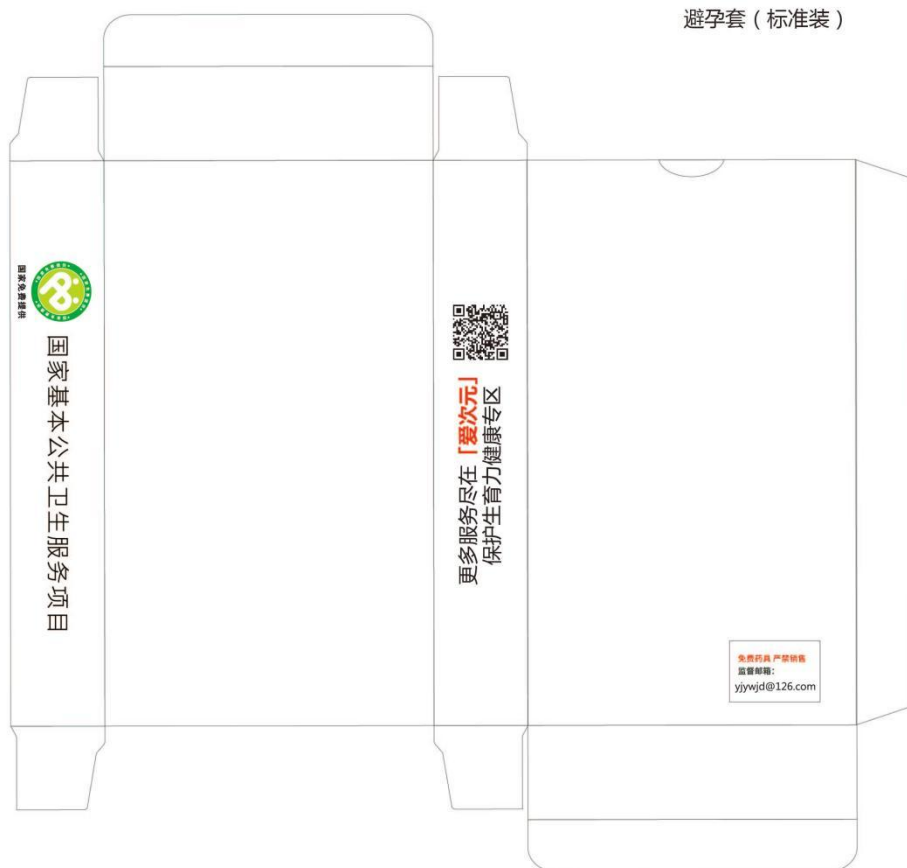 避孕套（标准装）
国家免费提供
国家基本公共卫生服务项目
更多服务尽在「爱次元」
保护生育力健康专区
免费药具 严禁销售
监督邮箱：
yjywjd@126.com